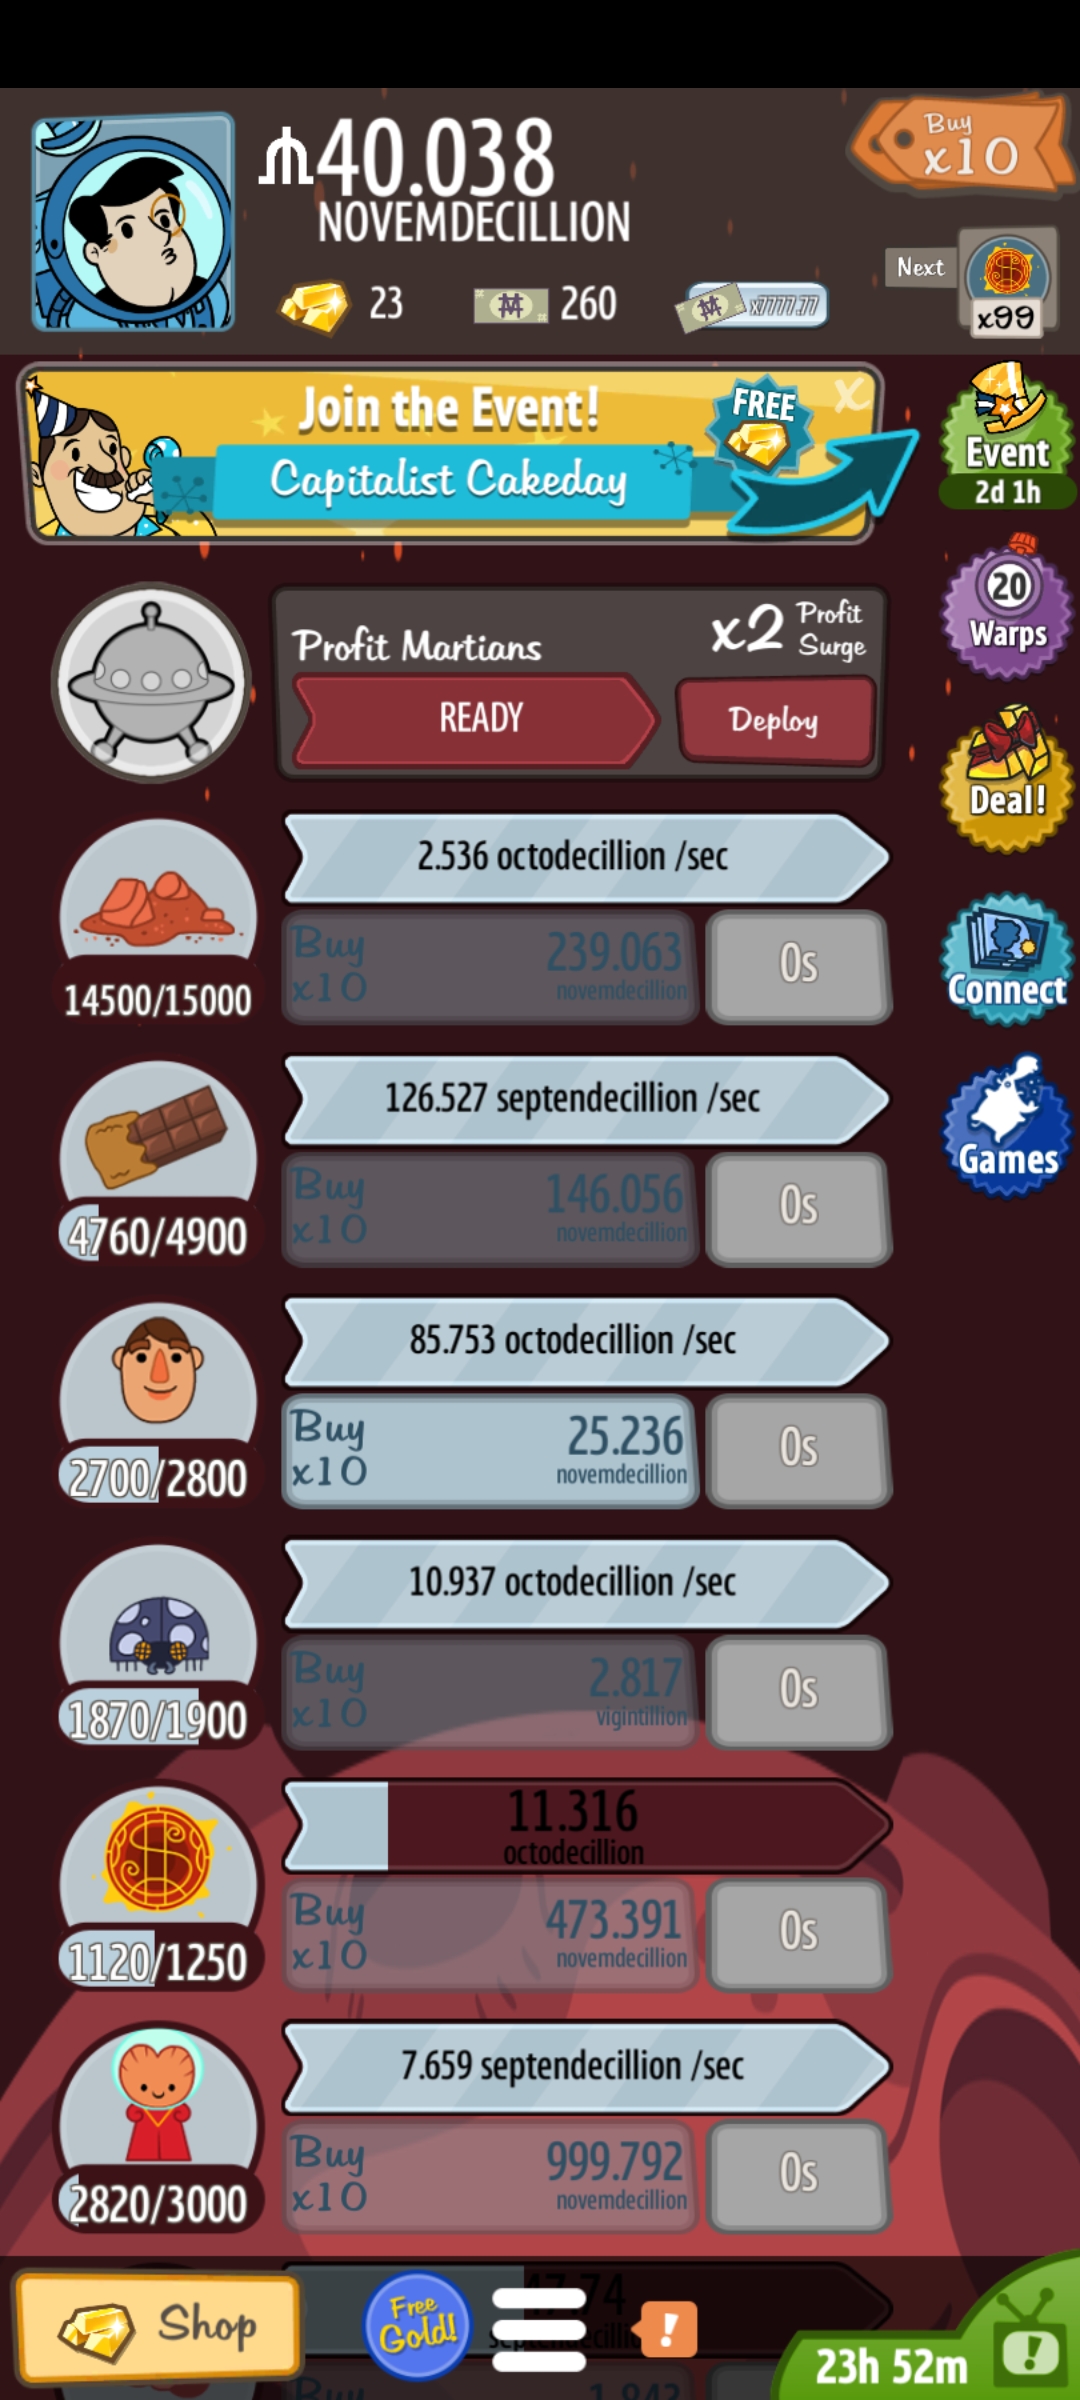 40.038
NOVEMDECILLION
Buy
x10
23
260
x7777.77
Next
x99
Join the Event!
FREE
Capitalist Cakeday
Event
2d 1h
20
Warps
Profit Martians
x2 Profit
Surge
READY
Deploy
Deal!
2.536 octodecillion /sec
Buy
x10
239.063
novemdecillion
0s
14500/15000
Connect
126.527 septendecillion /sec
Buy
x10
146.056
novemdecillion
0s
4760/4900
Games
85.753 octodecillion /sec
Buy
x10
25.236
novemdecillion
0s
2700/2800
10.937 octodecillion /sec
Buy
x10
2.817
vigintillion
0s
1870/1900
11.316
octodecillion
Buy
x10
473.391
novemdecillion
0s
1120/1250
7.659 septendecillion /sec
Buy
x10
999.792
novemdecillion
0s
2820/3000
Shop
Free
Gold!
!
23h 52m
!
Buy